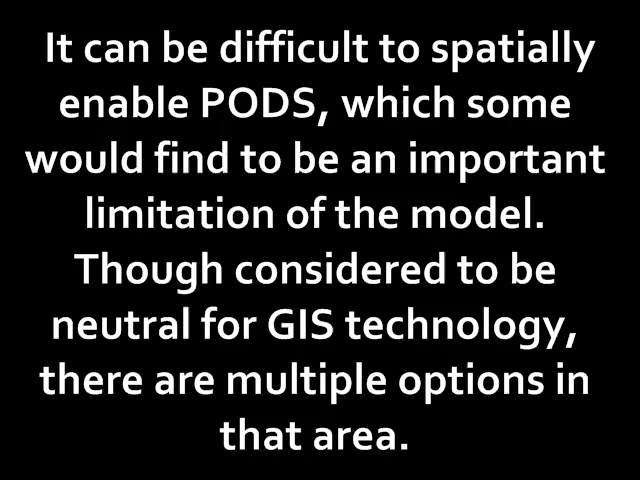 It can be difficult to spatially
enable PODS, which some
would find to be an important
limitation of the model.
Though considered to be
neutral for GIS technology,
there are multiple options in
that area.